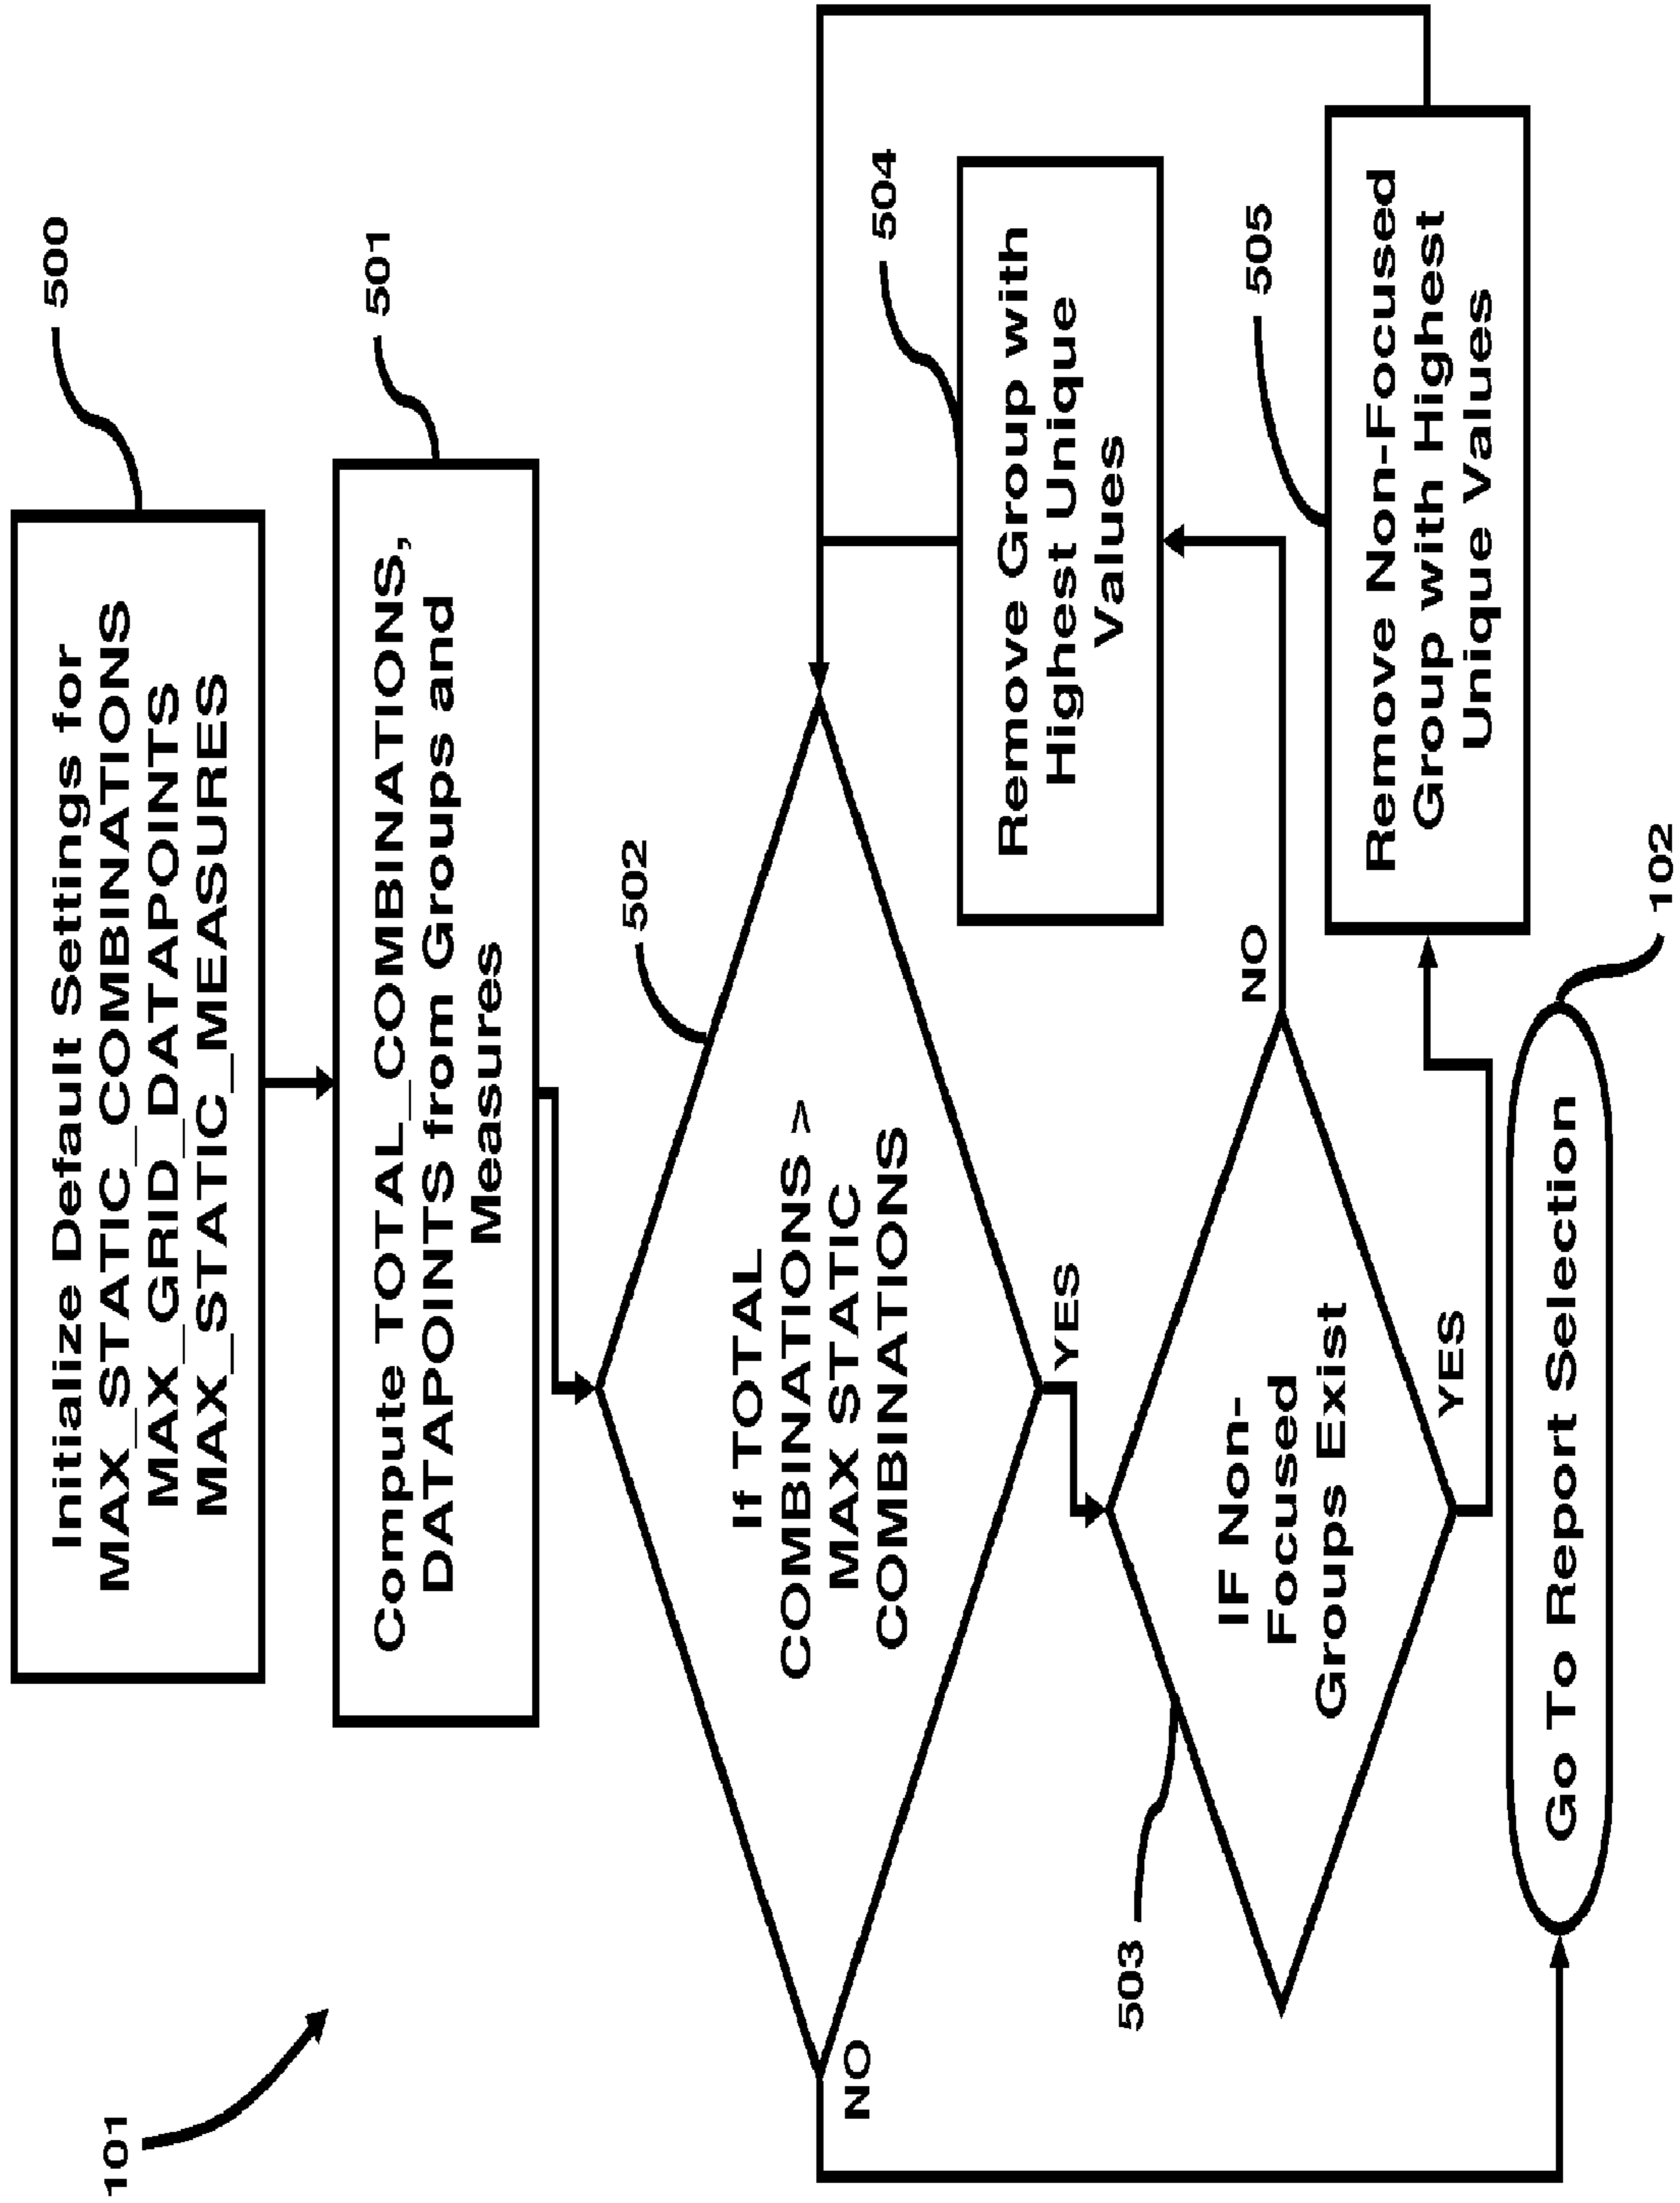 101
500
Initialize Default Settings for
MAX_STATIC_COMBINATIONS
MAX_GRID_DATAPOINTS
MAX_STATIC_MEASURES
501
Compute TOTAL_COMBINATIONS,
DATAPOINTS from Groups and
Measures
502
If TOTAL
COMBINATIONS >
MAX STATIC
COMBINATIONS
NO
YES
504
Remove Group with
Highest Unique
Values
503
IF Non-
Focused
Groups Exist
NO
YES
505
Remove Non-Focused
Group with Highest
Unique Values
Go To Report Selection
102